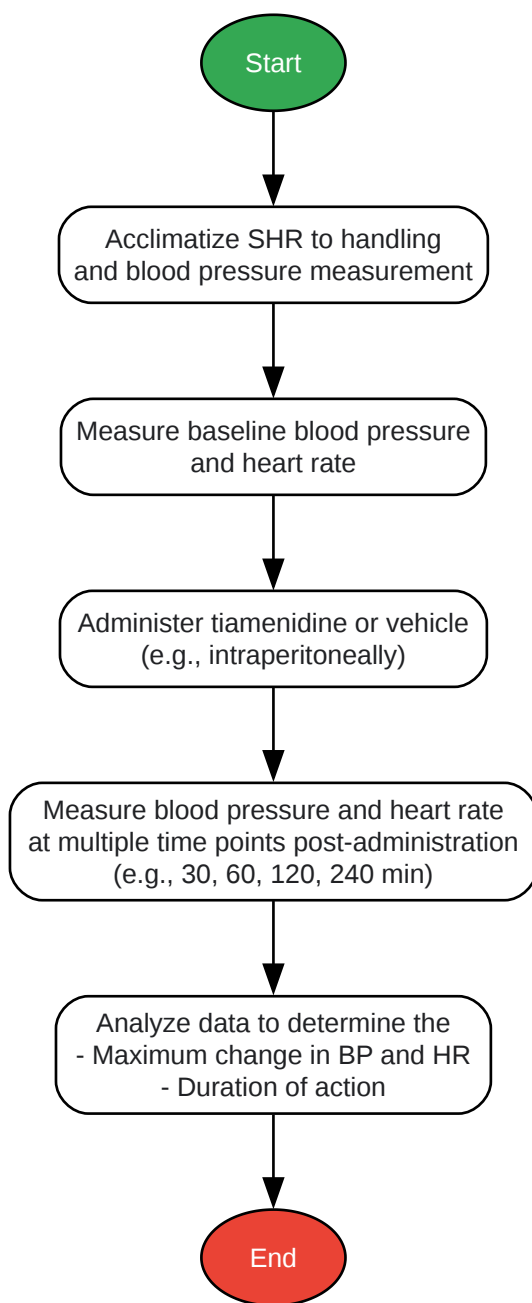 Start
Acclimatize SHR to handling
and blood pressure measurement
Measure baseline blood pressure
and heart rate
Administer tiamenidine or vehicle
(e.g., intraperitoneally)
Measure blood pressure and heart rate
at multiple time points post-administration
(e.g., 30, 60, 120, 240 min)
Analyze data to determine the
- Maximum change in BP and HR
- Duration of action
End